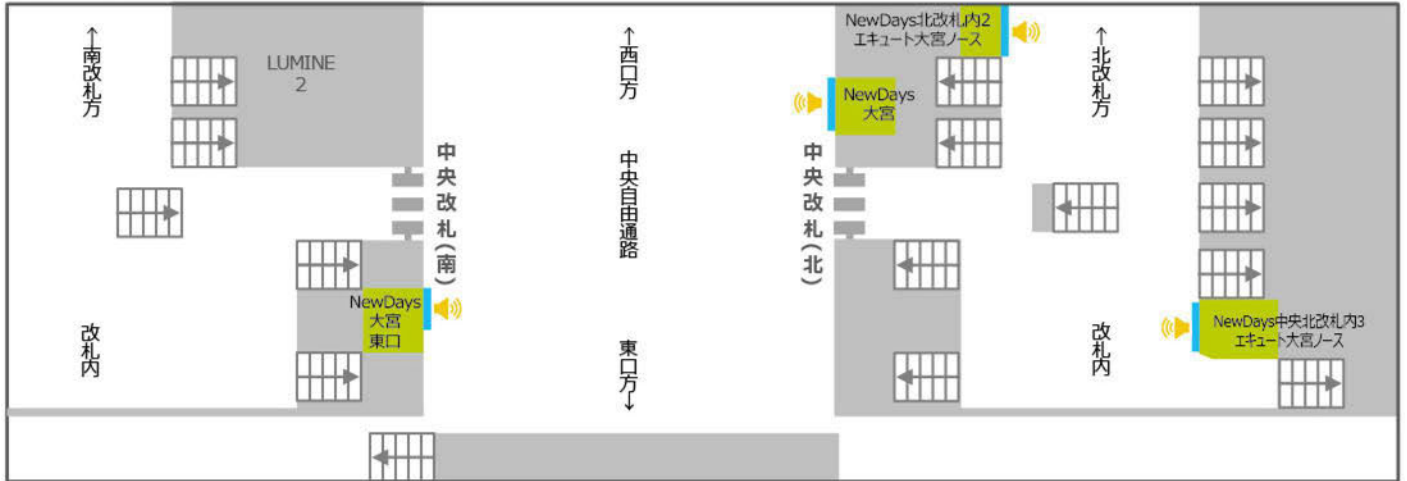 ←南改札方
改札内
LUMINE
2
中央改札(南)
NewDays
大宮
東口
←西口方
中央自由通路
東口方→
NewDays北改札内2
エキュート大宮ノース
NewDays
大宮
中央改札(北)
←北改札方
改札内
NewDays中央北改札内3
エキュート大宮ノース